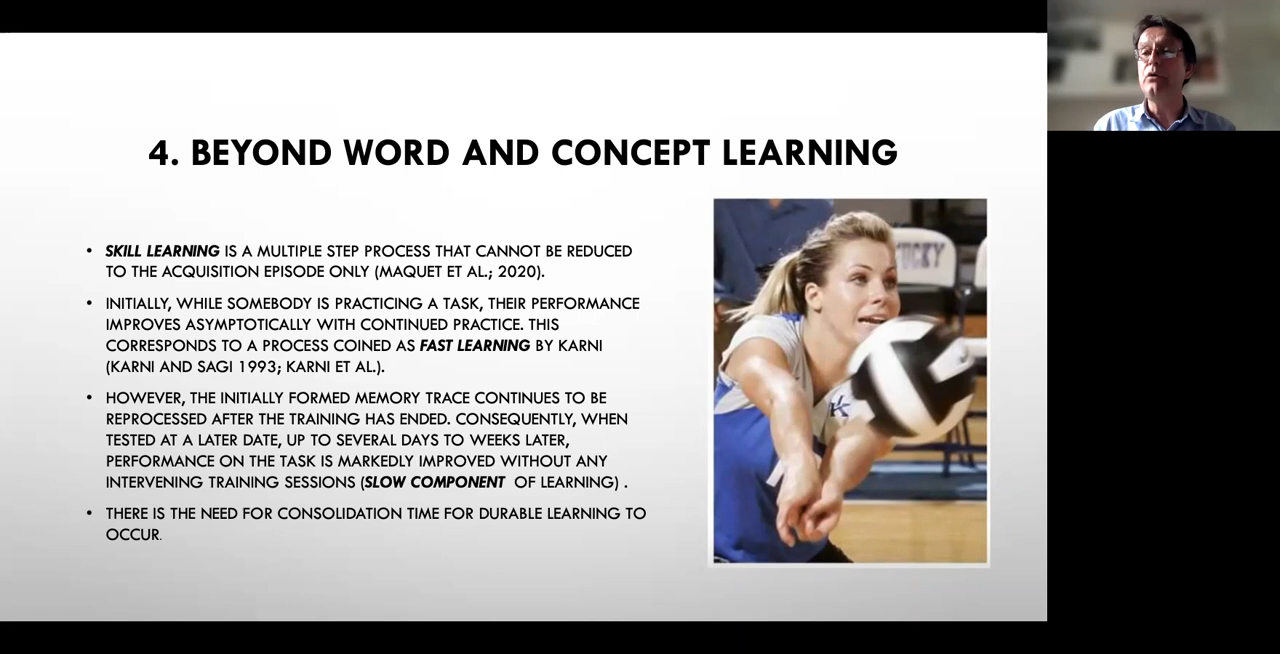 4. BEYOND WORD AND CONCEPT LEARNING
• SKILL LEARNING IS A MULTIPLE STEP PROCESS THAT CANNOT BE REDUCED
TO THE ACQUISITION EPISODE ONLY (MAQUET ET AL.; 2020).
• INITIALLY, WHILE SOMEBODY IS PRACTICING A TASK, THEIR PERFORMANCE
IMPROVES ASYMPTOTICALLY WITH CONTINUED PRACTICE. THIS
CORRESPONDS TO A PROCESS COINED AS FAST LEARNING BY KARNI
(KARNI AND SAGI 1993; KARNI ET AL.).
• HOWEVER, THE INITIALLY FORMED MEMORY TRACE CONTINUES TO BE
REPROCESSED AFTER THE TRAINING HAS ENDED. CONSEQUENTLY, WHEN
TESTED AT A LATER DATE, UP TO SEVERAL DAYS TO WEEKS LATER,
PERFORMANCE ON THE TASK IS MARKEDLY IMPROVED WITHOUT ANY
INTERVENING TRAINING SESSIONS (SLOW COMPONENT OF LEARNING) .
• THERE IS THE NEED FOR CONSOLIDATION TIME FOR DURABLE LEARNING TO
OCCUR.
UCKY
K